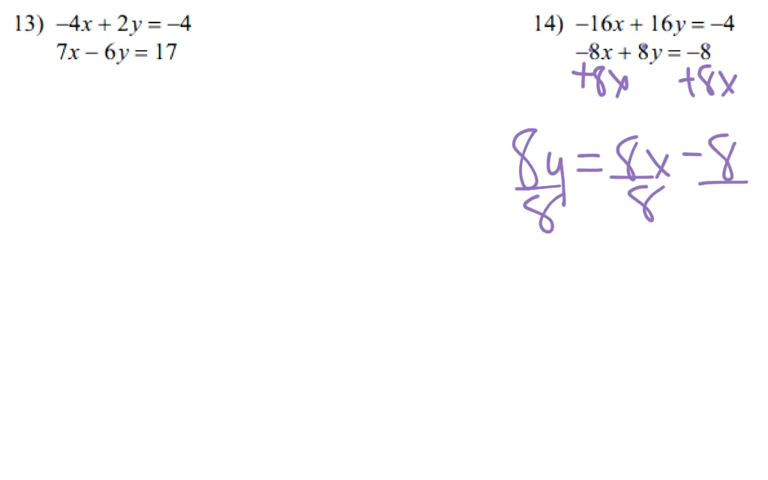 13) –4x + 2y = –4
7x – 6y = 17
14) –16x + 16y = –4
–8x + 8y = –8
+8x +8x
8y = 8x – 8
8 8